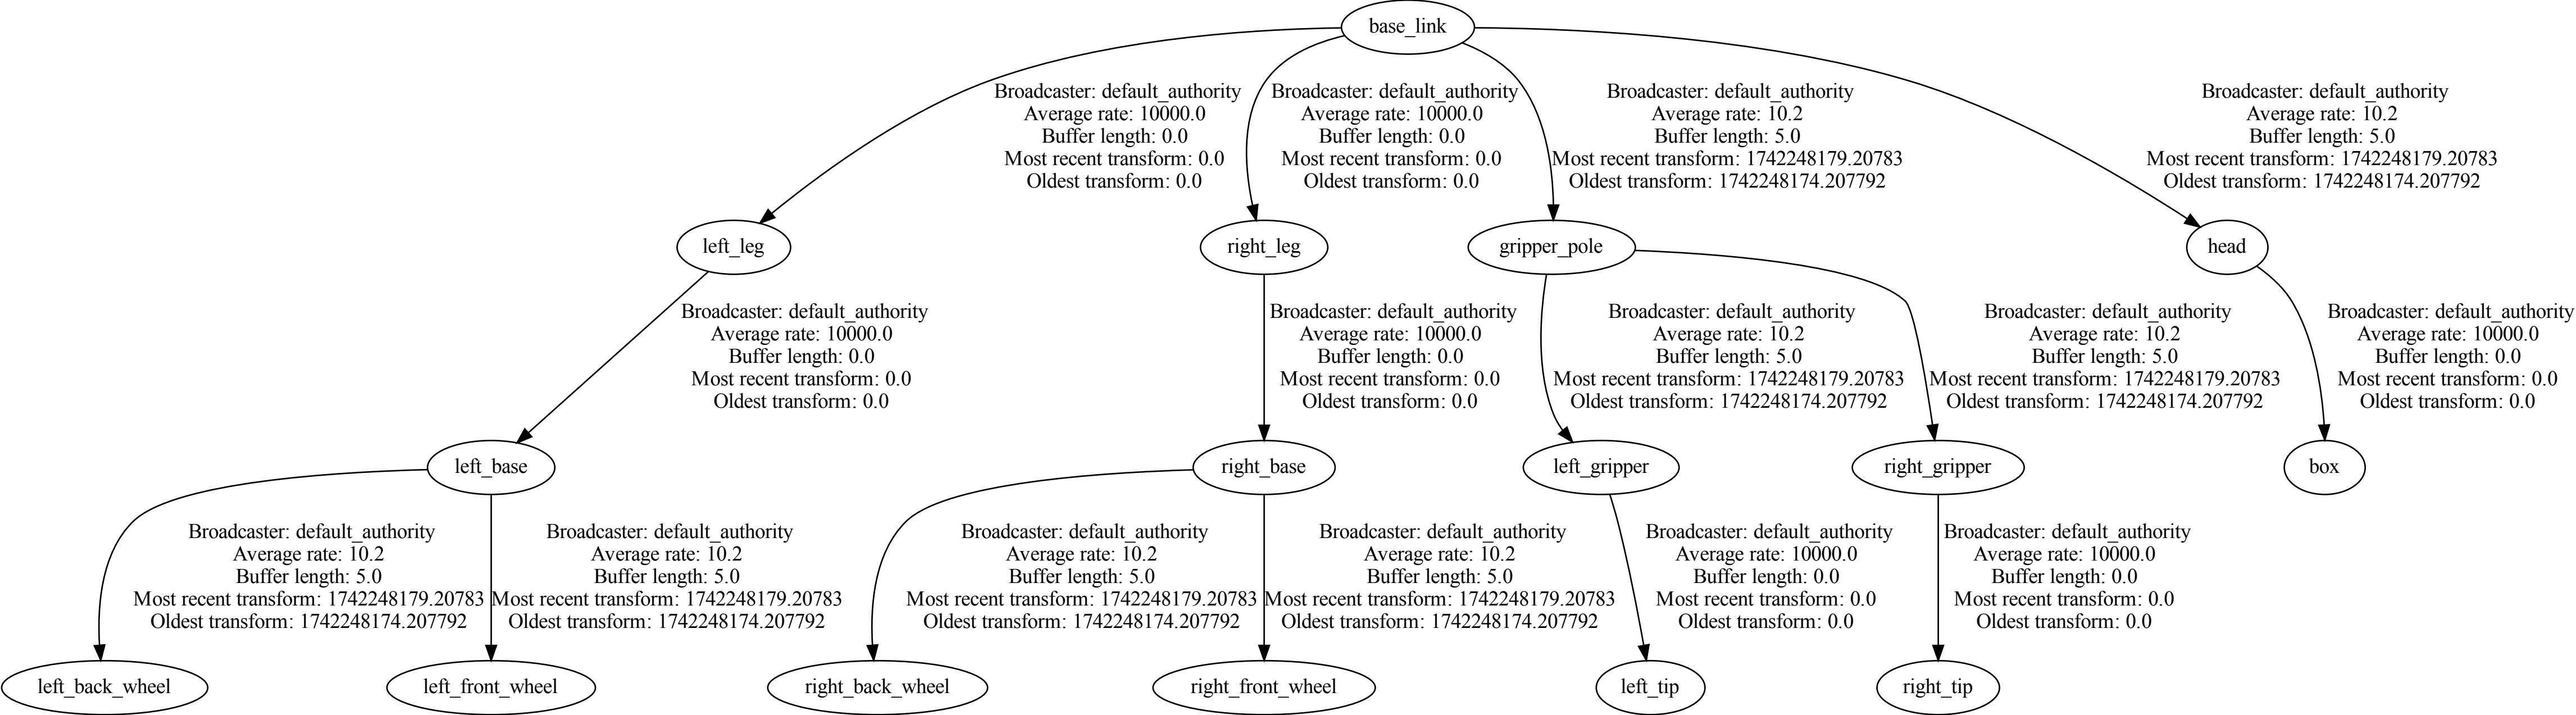 base_link
Broadcaster: default_authority
Average rate: 10000.0
Buffer length: 0.0
Most recent transform: 0.0
Oldest transform: 0.0
Broadcaster: default_authority
Average rate: 10000.0
Buffer length: 0.0
Most recent transform: 0.0
Oldest transform: 0.0
Broadcaster: default_authority
Average rate: 10.2
Buffer length: 5.0
Most recent transform: 1742248179.20783
Oldest transform: 1742248174.207792
Broadcaster: default_authority
Average rate: 10.2
Buffer length: 5.0
Most recent transform: 1742248179.20783
Oldest transform: 1742248174.207792
left_leg
right_leg
gripper_pole
head
Broadcaster: default_authority
Average rate: 10000.0
Buffer length: 0.0
Most recent transform: 0.0
Oldest transform: 0.0
Broadcaster: default_authority
Average rate: 10000.0
Buffer length: 0.0
Most recent transform: 0.0
Oldest transform: 0.0
Broadcaster: default_authority
Average rate: 10.2
Buffer length: 5.0
Most recent transform: 1742248179.20783
Oldest transform: 1742248174.207792
Broadcaster: default_authority
Average rate: 10.2
Buffer length: 5.0
Most recent transform: 1742248179.20783
Oldest transform: 1742248174.207792
Broadcaster: default_authority
Average rate: 10000.0
Buffer length: 0.0
Most recent transform: 0.0
Oldest transform: 0.0
left_base
right_base
left_gripper
right_gripper
box
Broadcaster: default_authority
Average rate: 10.2
Buffer length: 5.0
Most recent transform: 1742248179.20783
Oldest transform: 1742248174.207792
Broadcaster: default_authority
Average rate: 10.2
Buffer length: 5.0
Most recent transform: 1742248179.20783
Oldest transform: 1742248174.207792
Broadcaster: default_authority
Average rate: 10.2
Buffer length: 5.0
Most recent transform: 1742248179.20783
Oldest transform: 1742248174.207792
Broadcaster: default_authority
Average rate: 10.2
Buffer length: 5.0
Most recent transform: 1742248179.20783
Oldest transform: 1742248174.207792
Broadcaster: default_authority
Average rate: 10000.0
Buffer length: 0.0
Most recent transform: 0.0
Oldest transform: 0.0
Broadcaster: default_authority
Average rate: 10000.0
Buffer length: 0.0
Most recent transform: 0.0
Oldest transform: 0.0
left_back_wheel
left_front_wheel
right_back_wheel
right_front_wheel
left_tip
right_tip